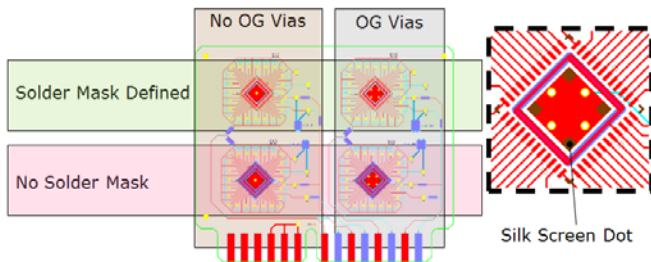 No OG Vias
OG Vias
Solder Mask Defined
No Solder Mask
Silk Screen Dot